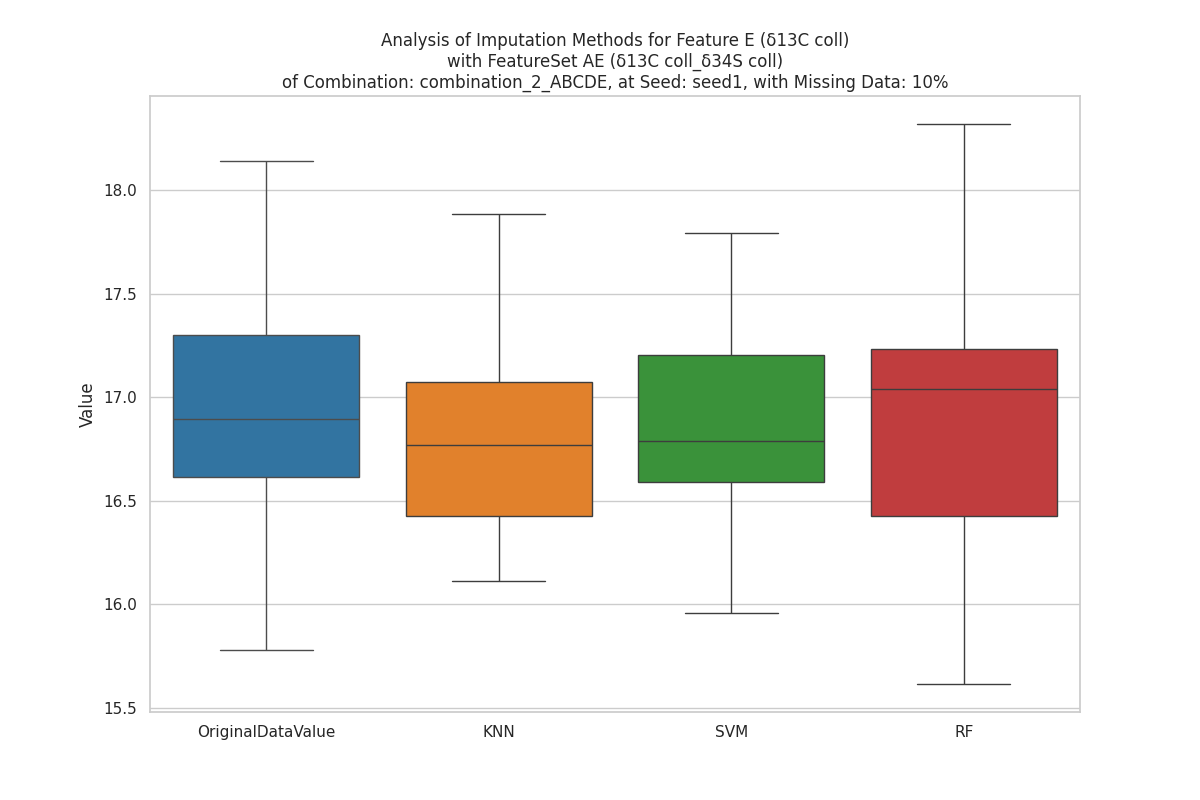 Analysis of Imputation Methods for Feature E (δ13C coll)
with FeatureSet AE (δ13C coll_δ34S coll)
of Combination: combination_2_ABCDE, at Seed: seed1, with Missing Data: 10%
18.0
17.5
17.0
16.5
16.0
15.5
Value
OriginalDataValue
KNN
SVM
RF